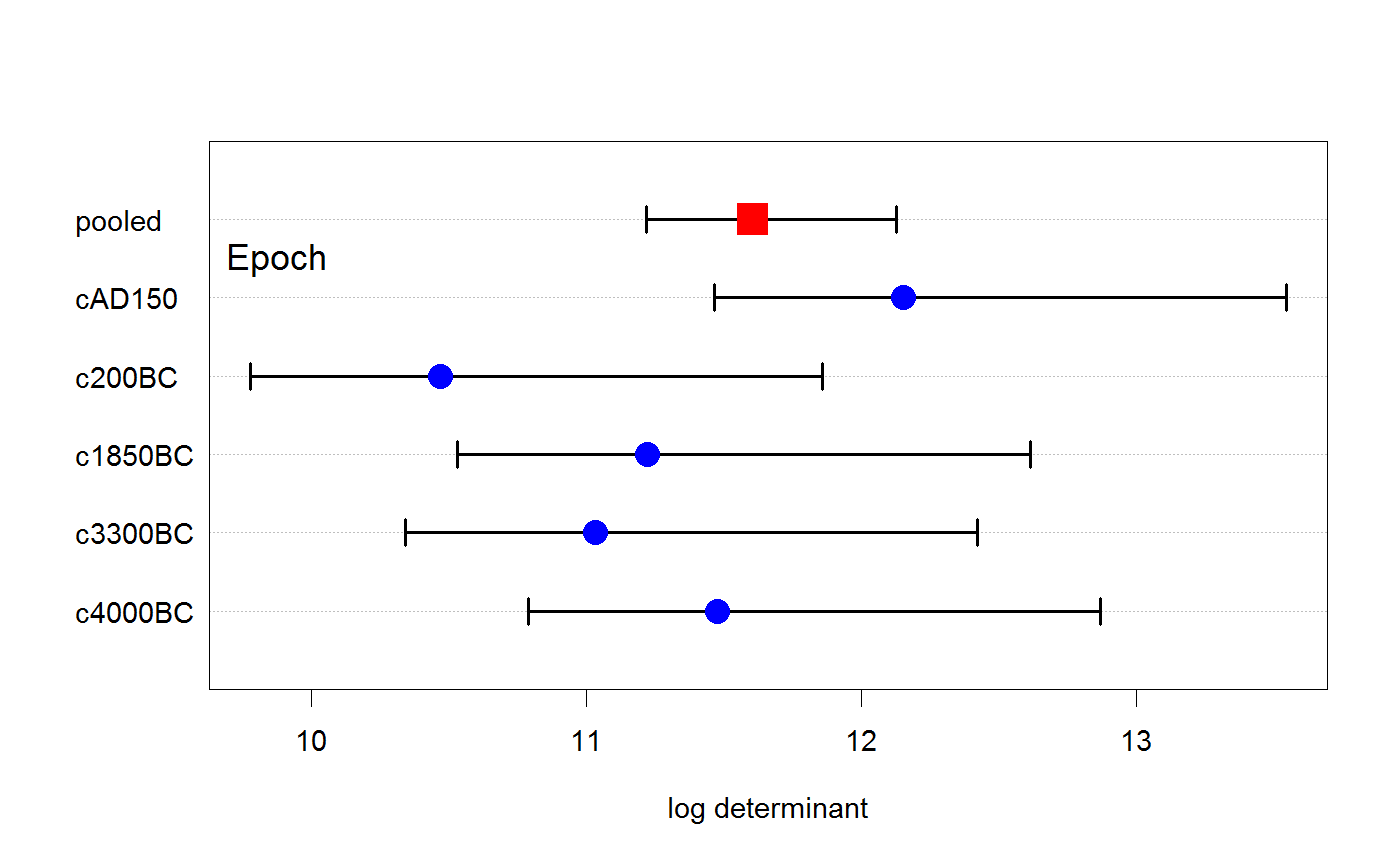 pooled
Epoch
cAD150
c200BC
c1850BC
c3300BC
c4000BC
10 11 12 13
log determinant